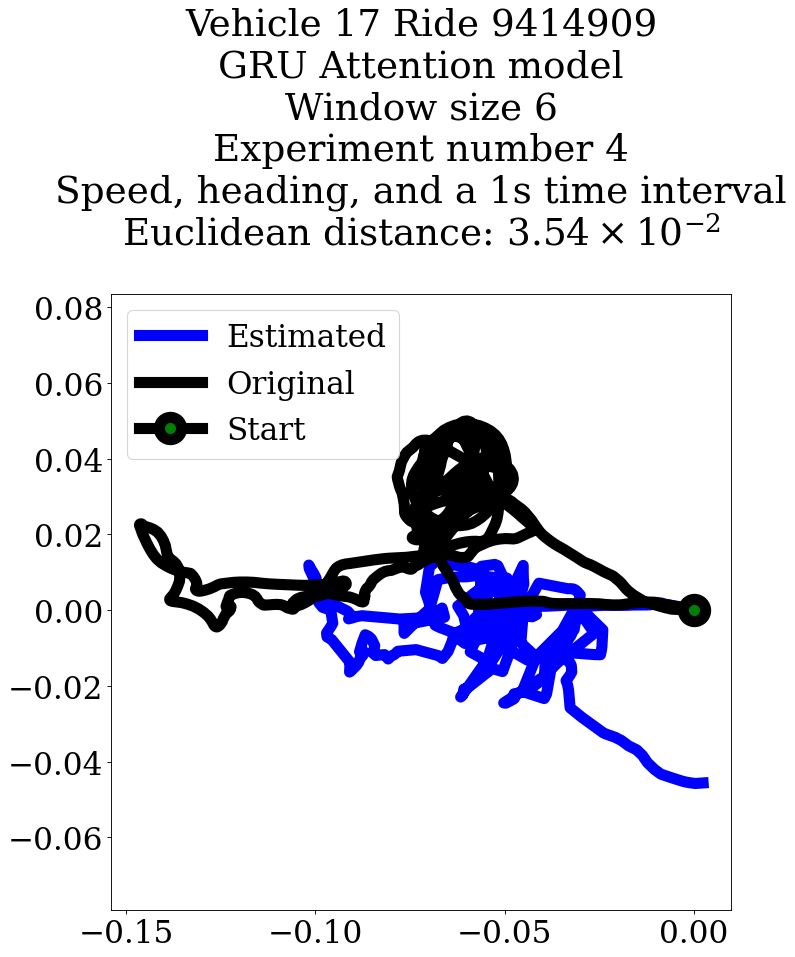 Vehicle 17 Ride 9414909
GRU Attention model
Window size 6
Experiment number 4
Speed, heading, and a 1s time interval
Euclidean distance: 3.54 × 10⁻²
Estimated
Original
Start
0.08
0.06
0.04
0.02
0.00
−0.02
−0.04
−0.06
−0.15
−0.10
−0.05
0.00